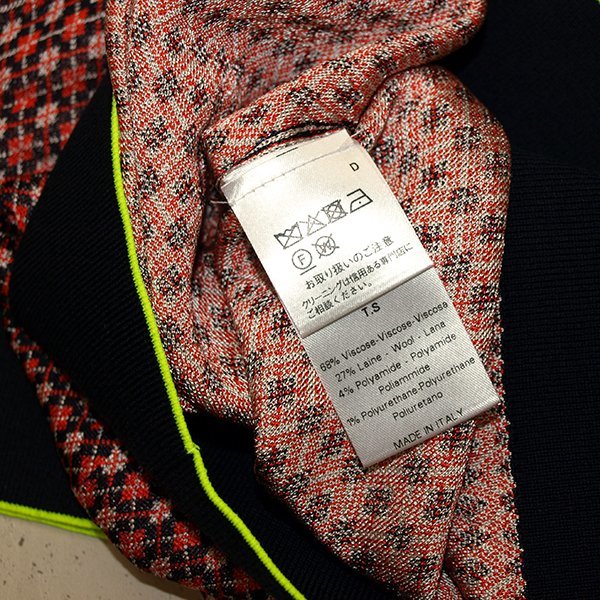 D
F
お取り扱いのご注意
クリーニングは信用ある専門店に
ご相談ください。
T.S
68% Viscose-Viscose-Viscosa
27% Laine - Wool - Lana
4% Polyamide - Polyamide
Poliammide
1% Polyurethane-Polyurethane
Poliuretano
MADE IN ITALY